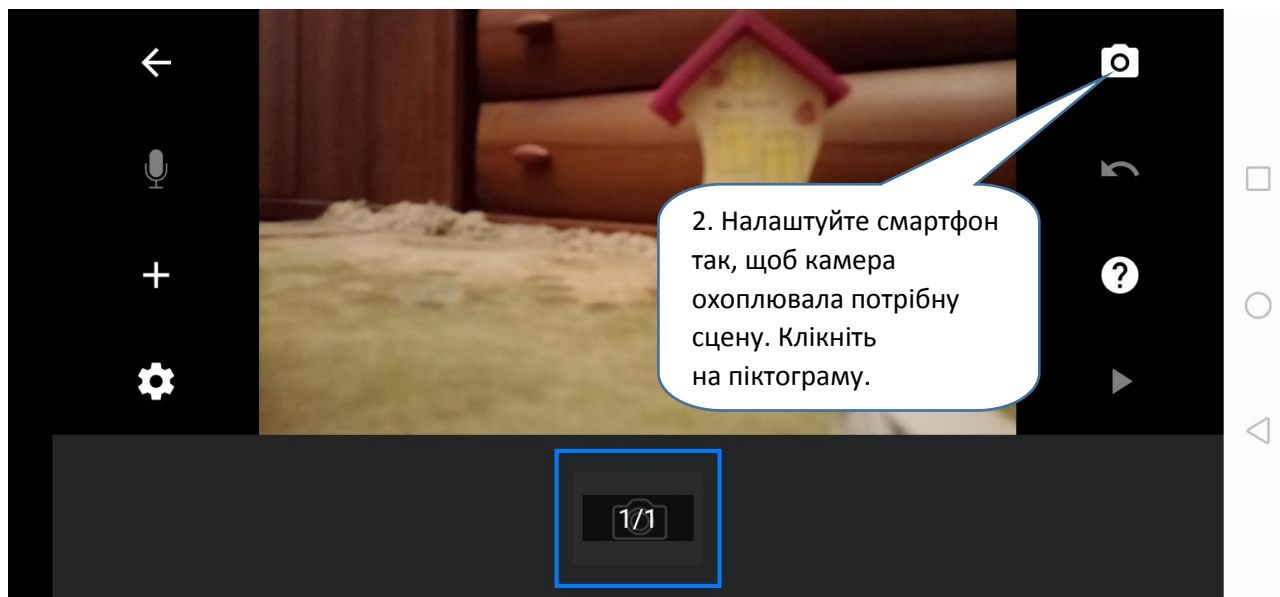 2. Налаштуйте смартфон
так, щоб камера
охоплювала потрібну
сцену. Клікніть
на піктограму.
1/1